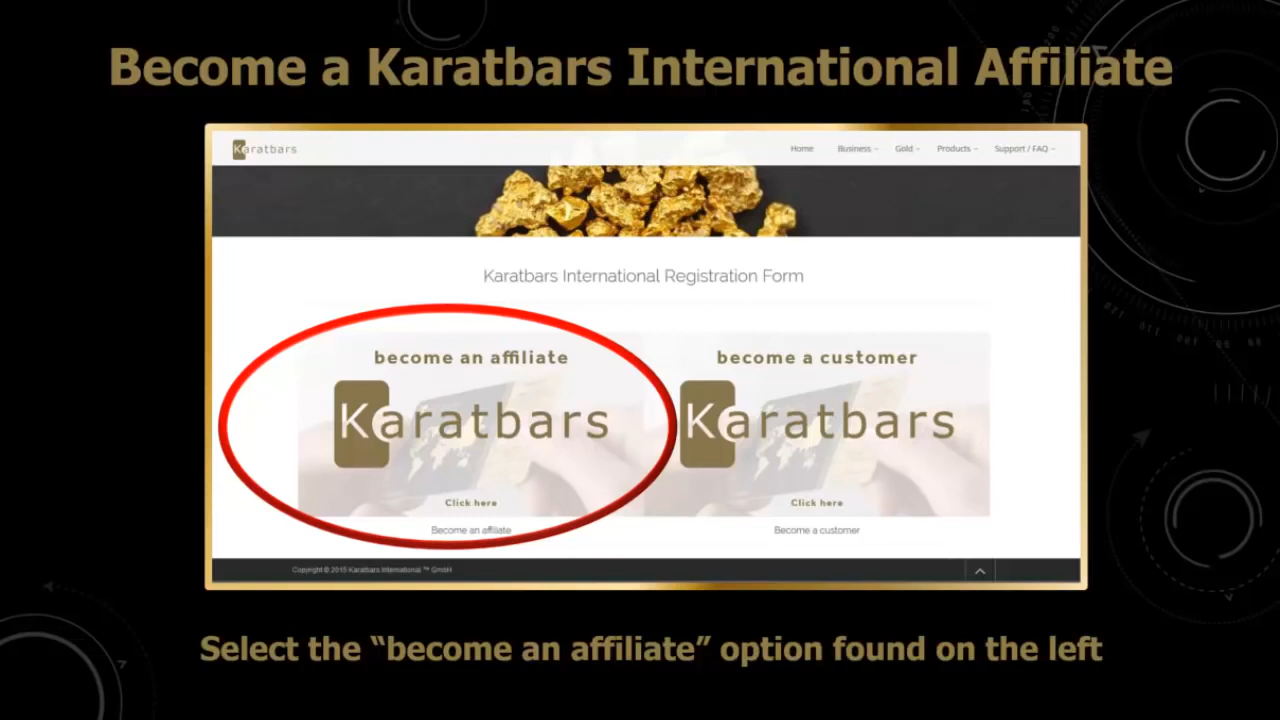 Become a Karatbars International Affiliate
Karatbars
Home Business Gold Products Support / FAQ
Karatbars International Registration Form
become an affiliate
Karatbars
Click here
Become an affiliate
become a customer
Karatbars
Click here
Become a customer
Copyright © 2015 Karatbars International ™ GmbH
Select the “become an affiliate” option found on the left